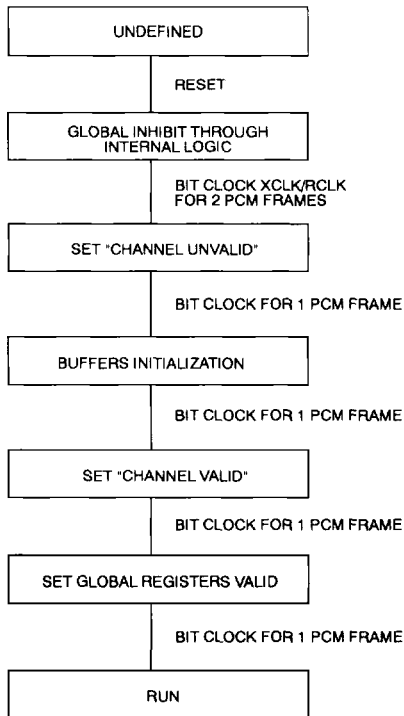 UNDEFINED
RESET
GLOBAL INHIBIT THROUGH
INTERNAL LOGIC
BIT CLOCK XCLK/RCLK
FOR 2 PCM FRAMES
SET "CHANNEL UNVALID"
BIT CLOCK FOR 1 PCM FRAME
BUFFERS INITIALIZATION
BIT CLOCK FOR 1 PCM FRAME
SET "CHANNEL VALID"
BIT CLOCK FOR 1 PCM FRAME
SET GLOBAL REGISTERS VALID
BIT CLOCK FOR 1 PCM FRAME
RUN